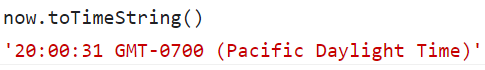 now.toTimeString()
'20:00:31 GMT-0700 (Pacific Daylight Time)'